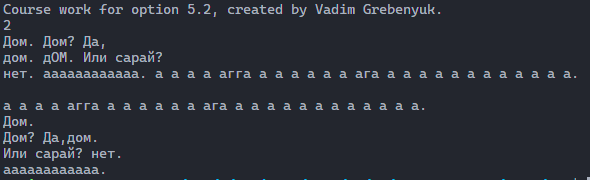 Course work for option 5.2, created by Vadim Grebenyuk.
2
Дом. Дом? Да,
дом. дОМ. Или сарай?
нет. аааааааааааа. а а а а агга а а а а а а ага а а а а а а а а а а а а.
а а а а агга а а а а а а ага а а а а а а а а а а а а.
Дом.
Дом? Да,дом.
Или сарай? нет.
аааааааааааа.